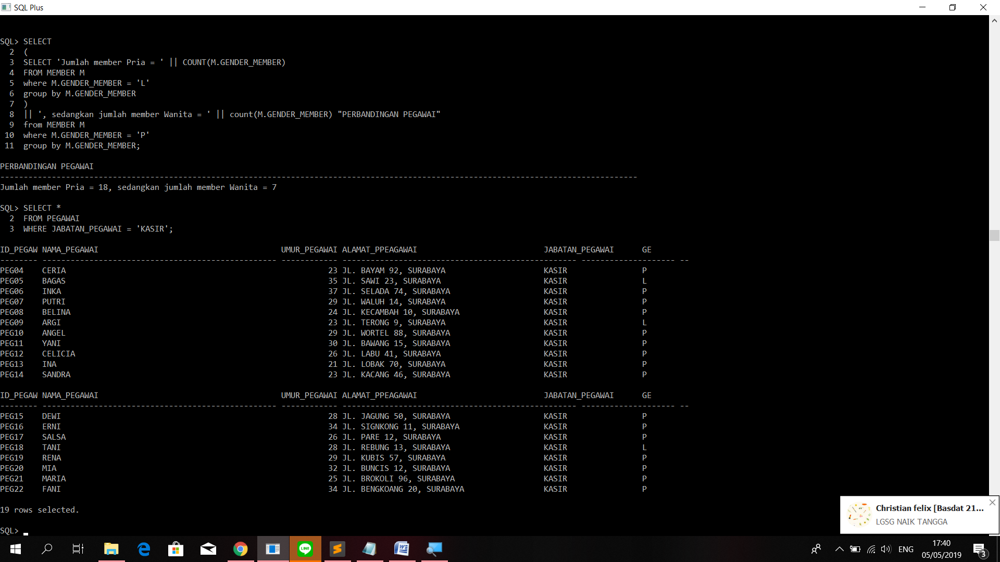 SQL Plus
SQL> SELECT
2 (
3 SELECT 'Jumlah member Pria = ' || COUNT(M.GENDER_MEMBER)
4 FROM MEMBER M
5 where M.GENDER_MEMBER = 'L'
6 group by M.GENDER_MEMBER
7 )
8 || ', sedangkan jumlah member Wanita = ' || count(M.GENDER_MEMBER) "PERBANDINGAN PEGAWAI"
9 from MEMBER M
10 where M.GENDER_MEMBER = 'P'
11 group by M.GENDER_MEMBER;
PERBANDINGAN PEGAWAI
----------------------------------------------------------------------------------------------------------------------------------------
Jumlah member Pria = 18, sedangkan jumlah member Wanita = 7
SQL> SELECT *
2 FROM PEGAWAI
3 WHERE JABATAN_PEGAWAI = 'KASIR';
ID_PEGAW NAMA_PEGAWAI UMUR_PEGAWAI ALAMAT_PPEAGAWAI JABATAN_PEGAWAI GE
-------- -------------------------------------------------- ------------ -------------------------------------------------- -------------------- --
PEG04 CERIA 23 JL. BAYAM 92, SURABAYA KASIR P
PEG05 BAGAS 35 JL. SAWI 23, SURABAYA KASIR L
PEG06 INKA 37 JL. SELADA 74, SURABAYA KASIR P
PEG07 PUTRI 29 JL. WALUH 14, SURABAYA KASIR P
PEG08 BELINA 24 JL. KECAMBAH 10, SURABAYA KASIR P
PEG09 ARGI 23 JL. TERONG 9, SURABAYA KASIR L
PEG10 ANGEL 29 JL. WORTEL 88, SURABAYA KASIR P
PEG11 YANI 30 JL. BAWANG 15, SURABAYA KASIR P
PEG12 CELICIA 26 JL. LABU 41, SURABAYA KASIR P
PEG13 INA 21 JL. LOBAK 70, SURABAYA KASIR P
PEG14 SANDRA 23 JL. KACANG 46, SURABAYA KASIR P
ID_PEGAW NAMA_PEGAWAI UMUR_PEGAWAI ALAMAT_PPEAGAWAI JABATAN_PEGAWAI GE
-------- -------------------------------------------------- ------------ -------------------------------------------------- -------------------- --
PEG15 DEWI 28 JL. JAGUNG 50, SURABAYA KASIR P
PEG16 ERNI 34 JL. SIGNKONG 11, SURABAYA KASIR P
PEG17 SALSA 26 JL. PARE 12, SURABAYA KASIR P
PEG18 TANI 28 JL. REBUNG 13, SURABAYA KASIR L
PEG19 RENA 29 JL. KUBIS 57, SURABAYA KASIR P
PEG20 MIA 32 JL. BUNCIS 12, SURABAYA KASIR P
PEG21 MARIA 25 JL. BROKOLI 96, SURABAYA KASIR P
PEG22 FANI 34 JL. BENGKOANG 20, SURABAYA KASIR P
19 rows selected.
SQL>
Christian felix [Basdat 21...
LGSG NAIK TANGGA
LINE
ENG
17:40
05/05/2019
3